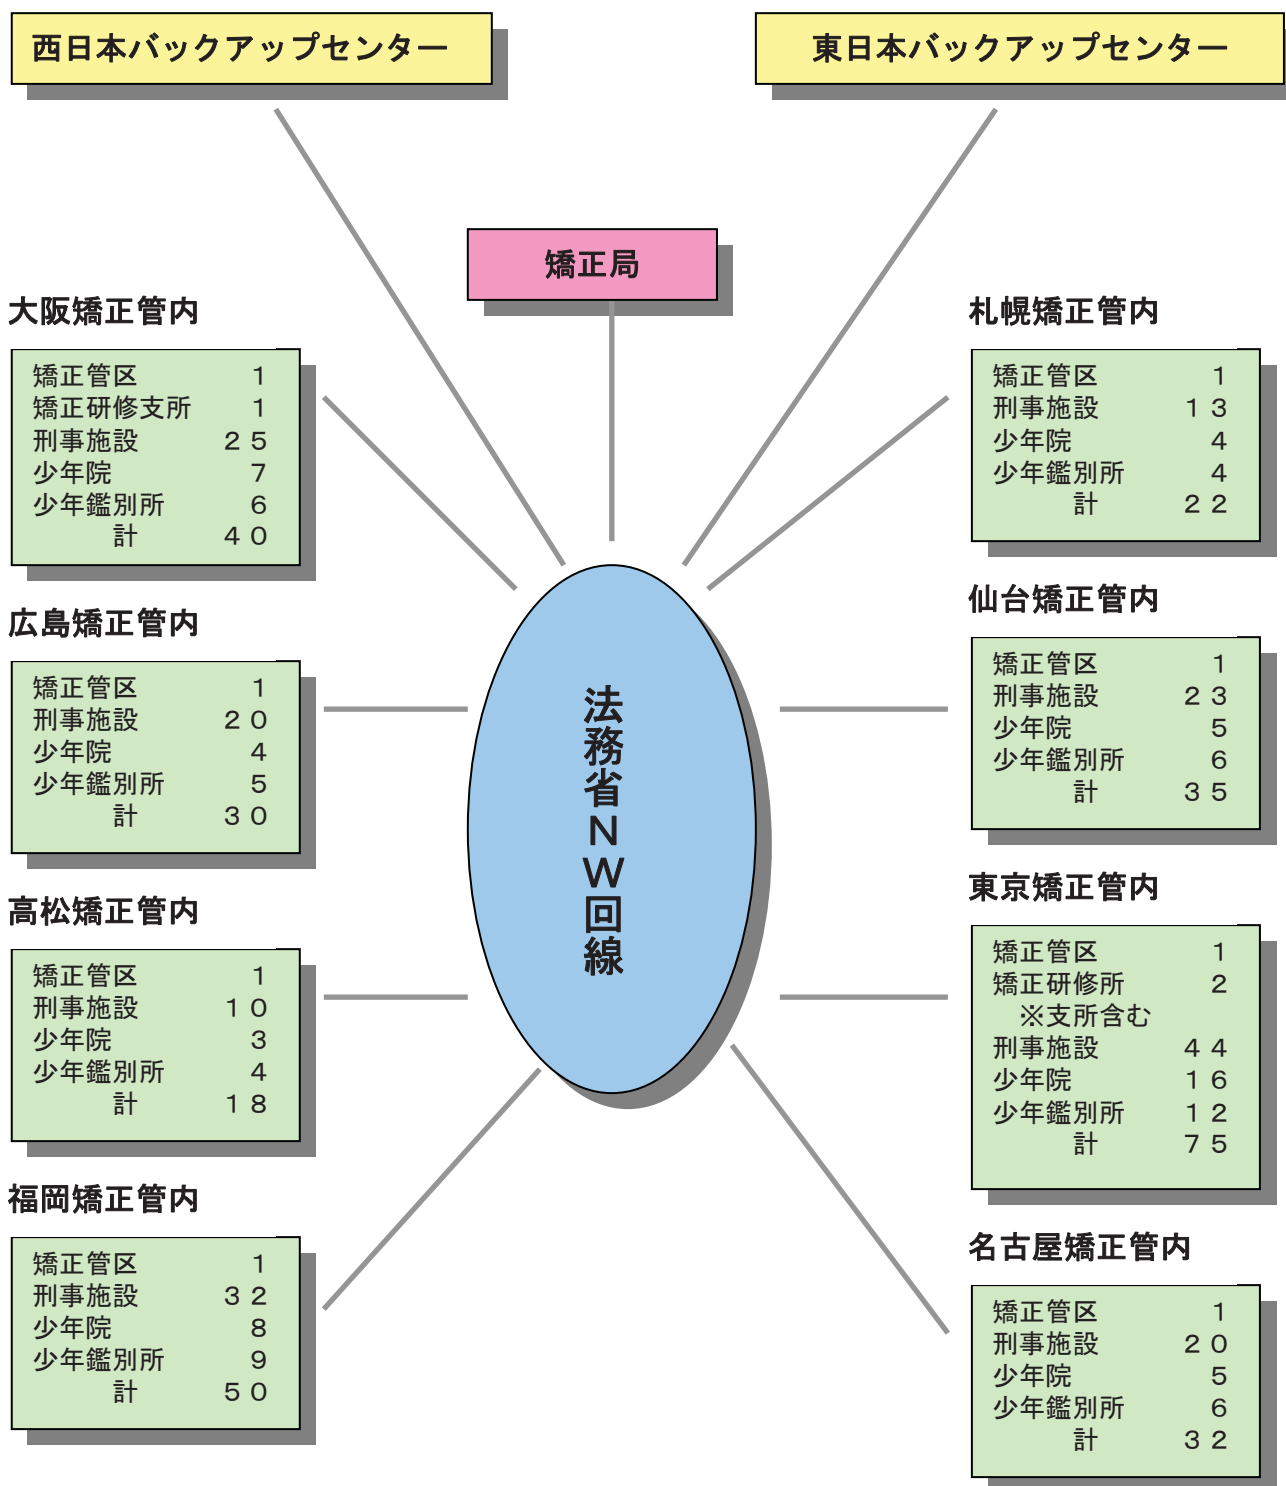 西日本バックアップセンター
東日本バックアップセンター
矯正局
大阪矯正管内
矯正管区 1
矯正研修支所 1
刑事施設 25
少年院 7
少年鑑別所 6
計 40
広島矯正管内
矯正管区 1
刑事施設 20
少年院 4
少年鑑別所 5
計 30
高松矯正管内
矯正管区 1
刑事施設 10
少年院 3
少年鑑別所 4
計 18
福岡矯正管内
矯正管区 1
刑事施設 32
少年院 8
少年鑑別所 9
計 50
法務省NW回線
札幌矯正管内
矯正管区 1
刑事施設 13
少年院 4
少年鑑別所 4
計 22
仙台矯正管内
矯正管区 1
刑事施設 23
少年院 5
少年鑑別所 6
計 35
東京矯正管内
矯正管区 1
矯正研修所 2
※支所含む
刑事施設 44
少年院 16
少年鑑別所 12
計 75
名古屋矯正管内
矯正管区 1
刑事施設 20
少年院 5
少年鑑別所 6
計 32